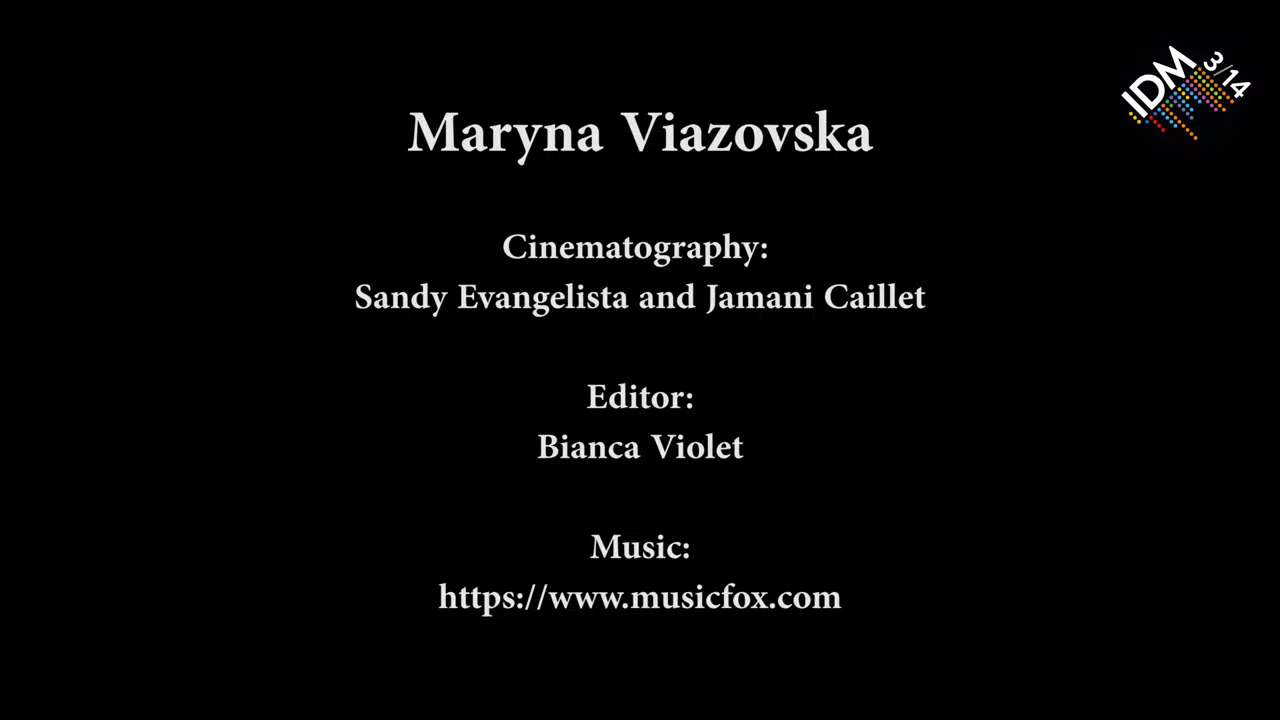 IDM 3/14
Maryna Viazovska
Cinematography:
Sandy Evangelista and Jamani Caillet
Editor:
Bianca Violet
Music:
https://www.musicfox.com